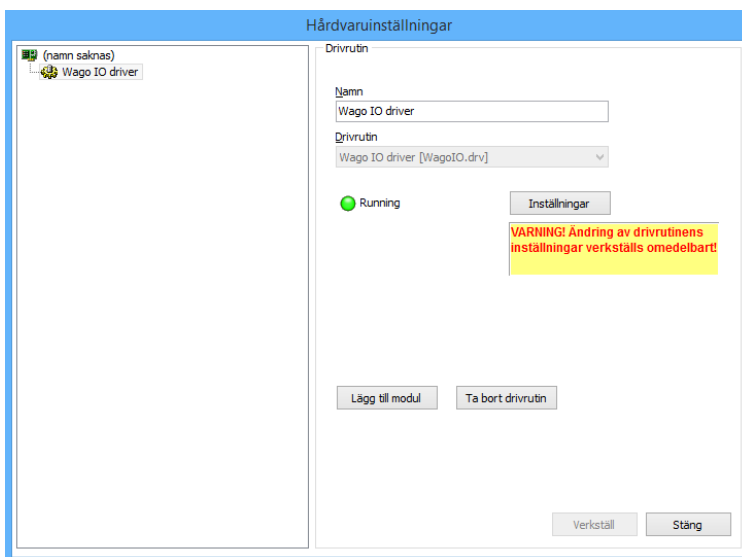 Hårdvaruinställningar
(namn saknas)
Wago IO driver
Drivrutin
Namn
Wago IO driver
Drivrutin
Wago IO driver [WagoIO.drv]
Running
Inställningar
VARNING! Ändring av drivrutinens
inställningar verkställs omedelbart!
Lägg till modul
Ta bort drivrutin
Verkställ
Stäng